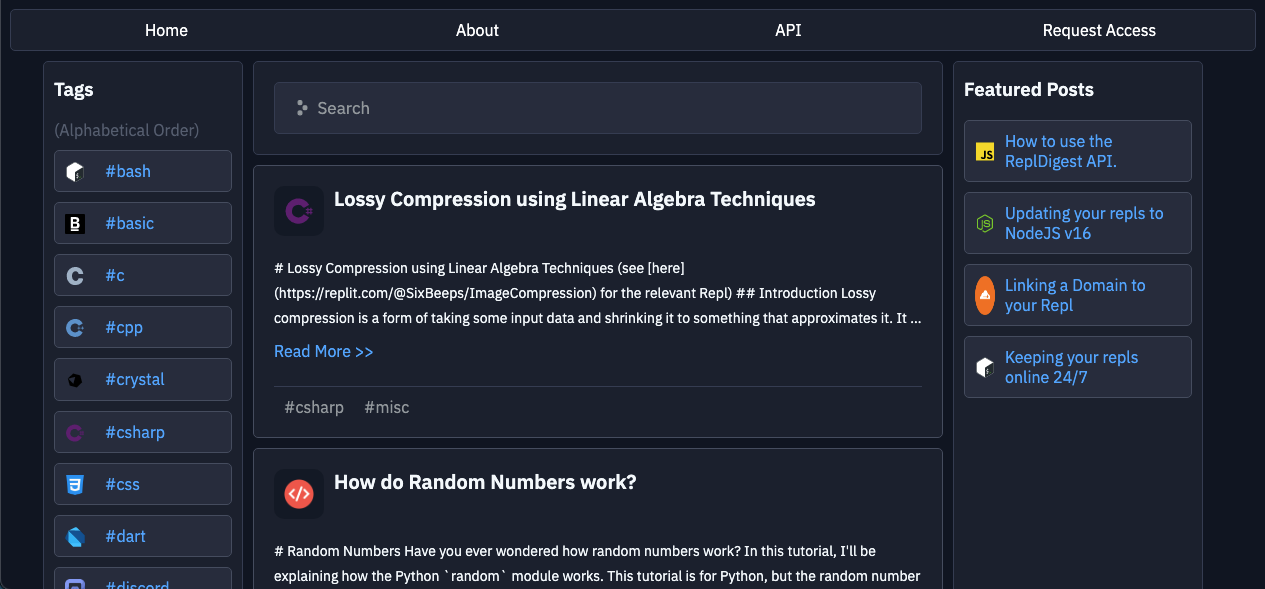 Home
About
API
Request Access
Tags
(Alphabetical Order)
#bash
B
#basic
#c
#cpp
#crystal
#csharp
#css
#dart
#discord
Search
Lossy Compression using Linear Algebra Techniques
# Lossy Compression using Linear Algebra Techniques (see [here]
(https://replit.com/@SixBeeps/ImageCompression) for the relevant Repl) ## Introduction Lossy
compression is a form of taking some input data and shrinking it to something that approximates it. It ...
Read More >>
#csharp
#misc
How do Random Numbers work?
# Random Numbers Have you ever wondered how random numbers work? In this tutorial, I'll be
explaining how the Python `random` module works. This tutorial is for Python, but the random number
Featured Posts
JS
How to use the
ReplDigest API.
JS
Updating your repls to
NodeJS v16
Linking a Domain to
your Repl
Keeping your repls
online 24/7